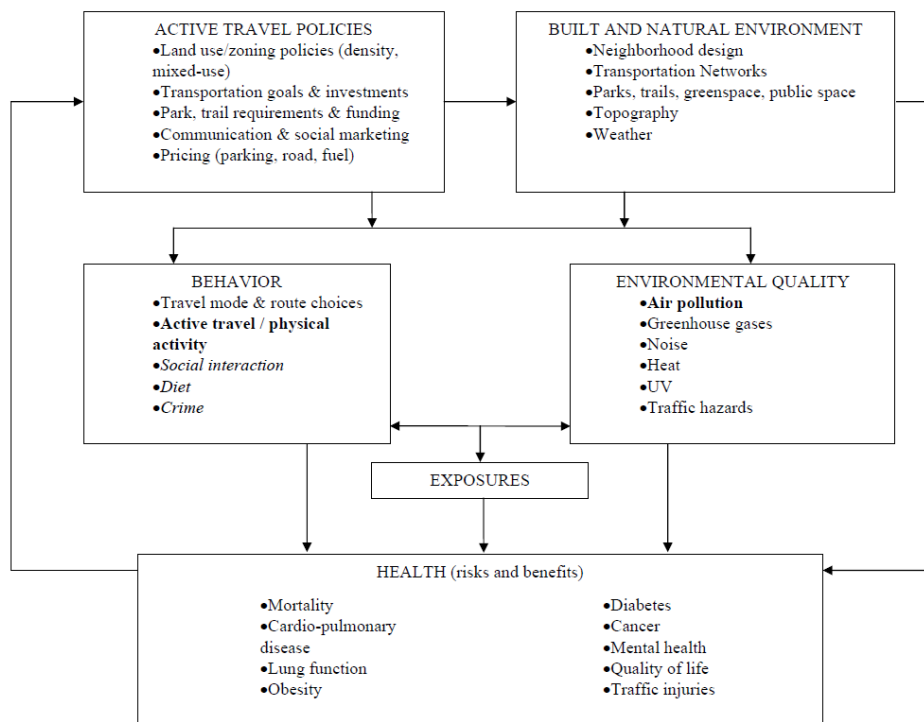 ACTIVE TRAVEL POLICIES
•Land use/zoning policies (density,
mixed-use)
•Transportation goals & investments
•Park, trail requirements & funding
•Communication & social marketing
•Pricing (parking, road, fuel)
BUILT AND NATURAL ENVIRONMENT
•Neighborhood design
•Transportation Networks
•Parks, trails, greenspace, public space
•Topography
•Weather
BEHAVIOR
•Travel mode & route choices
•Active travel / physical
activity
•Social interaction
•Diet
•Crime
ENVIRONMENTAL QUALITY
•Air pollution
•Greenhouse gases
•Noise
•Heat
•UV
•Traffic hazards
EXPOSURES
HEALTH (risks and benefits)
•Mortality
•Cardio-pulmonary
disease
•Lung function
•Obesity
•Diabetes
•Cancer
•Mental health
•Quality of life
•Traffic injuries